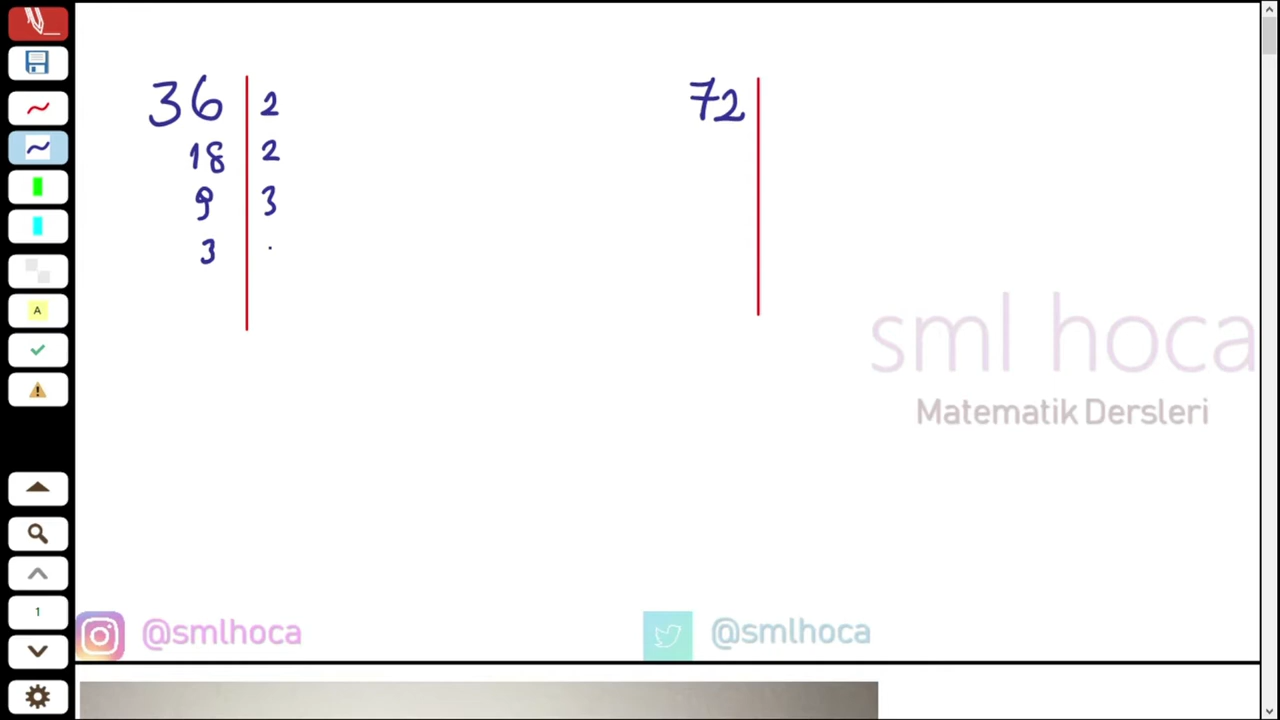 36 2
18 2
9 3
3
72
sml hoca
Matematik Dersleri
A
1
@smlhoca
@smlhoca